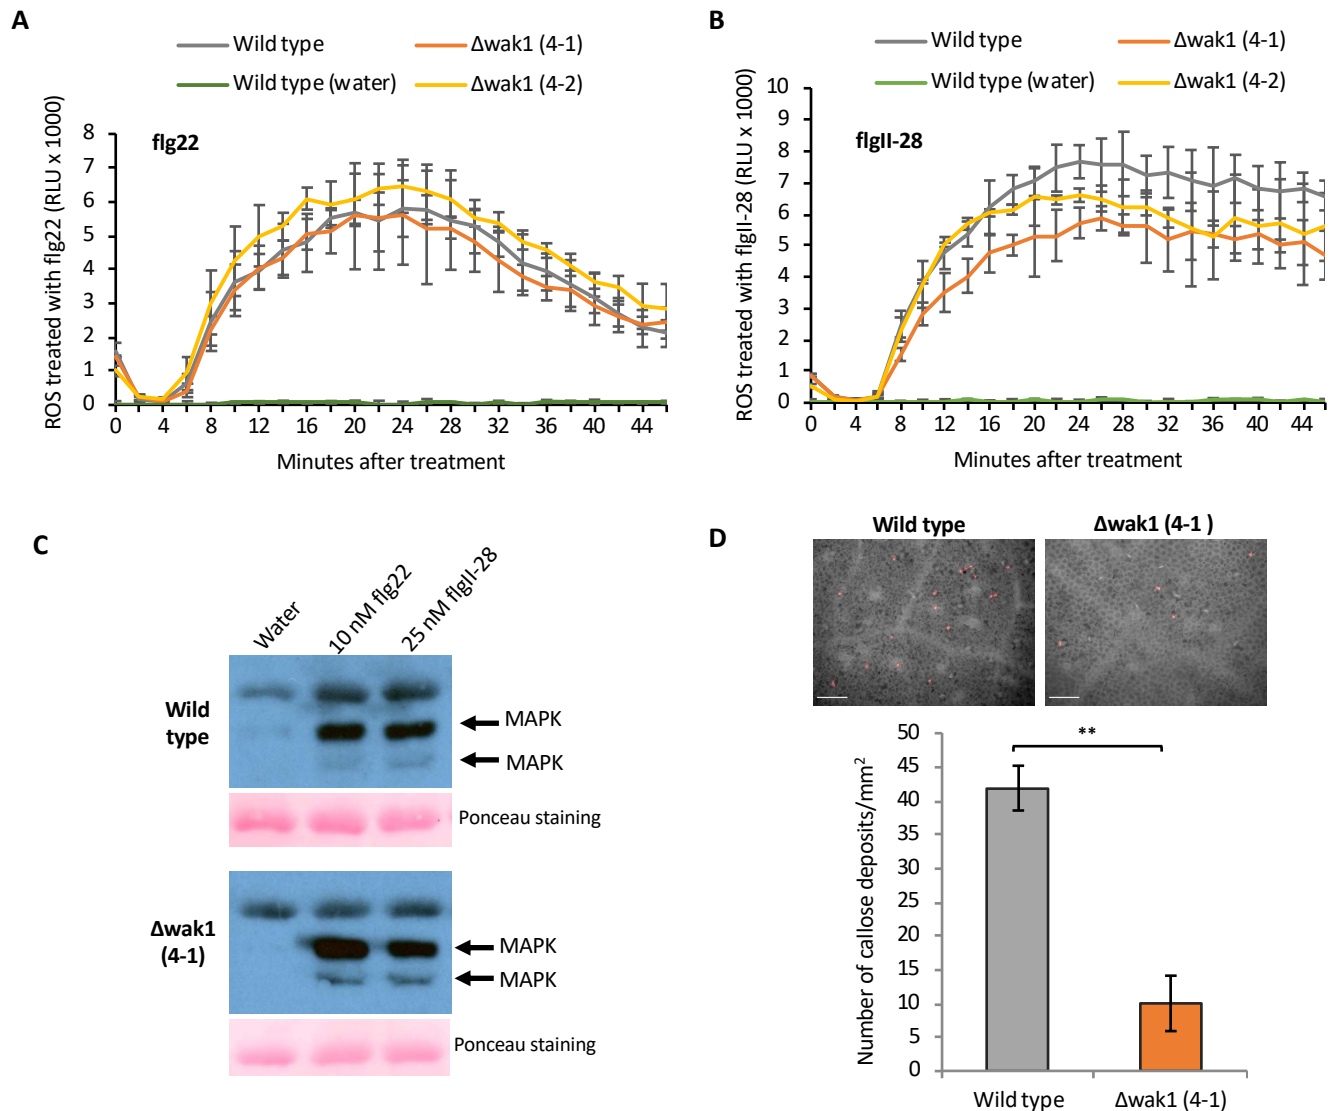 A
Wild type
Δwak1 (4-1)
Wild type (water)
Δwak1 (4-2)
ROS treated with flg22 (RLU x 1000)
flg22
8
7
6
5
4
3
2
1
0
0 4 8 12 16 20 24 28 32 36 40 44
Minutes after treatment
B
Wild type
Δwak1 (4-1)
Wild type (water)
Δwak1 (4-2)
ROS treated with flgII-28 (RLU x 1000)
flgII-28
10
9
8
7
6
5
4
3
2
1
0
0 4 8 12 16 20 24 28 32 36 40 44
Minutes after treatment
C
Water
10 nM flg22
25 nM flgII-28
Wild
type
MAPK
MAPK
Ponceau staining
Δwak1
(4-1)
MAPK
MAPK
Ponceau staining
D
Wild type
Δwak1 (4-1 )
Number of callose deposits/mm²
50
45
40
35
30
25
20
15
10
5
0
**
Wild type
Δwak1 (4-1)